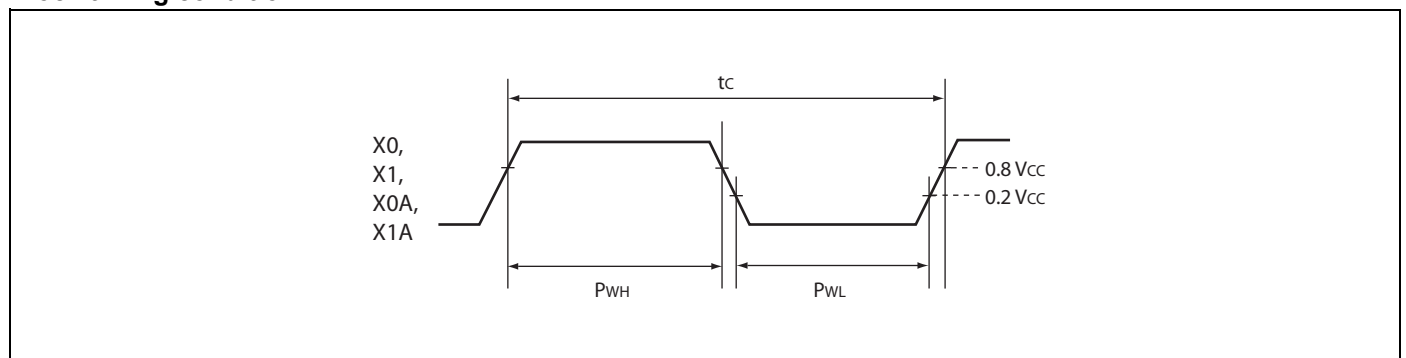 tC
X0,
X1,
X0A,
X1A
0.8 VCC
0.2 VCC
PWH
PWL